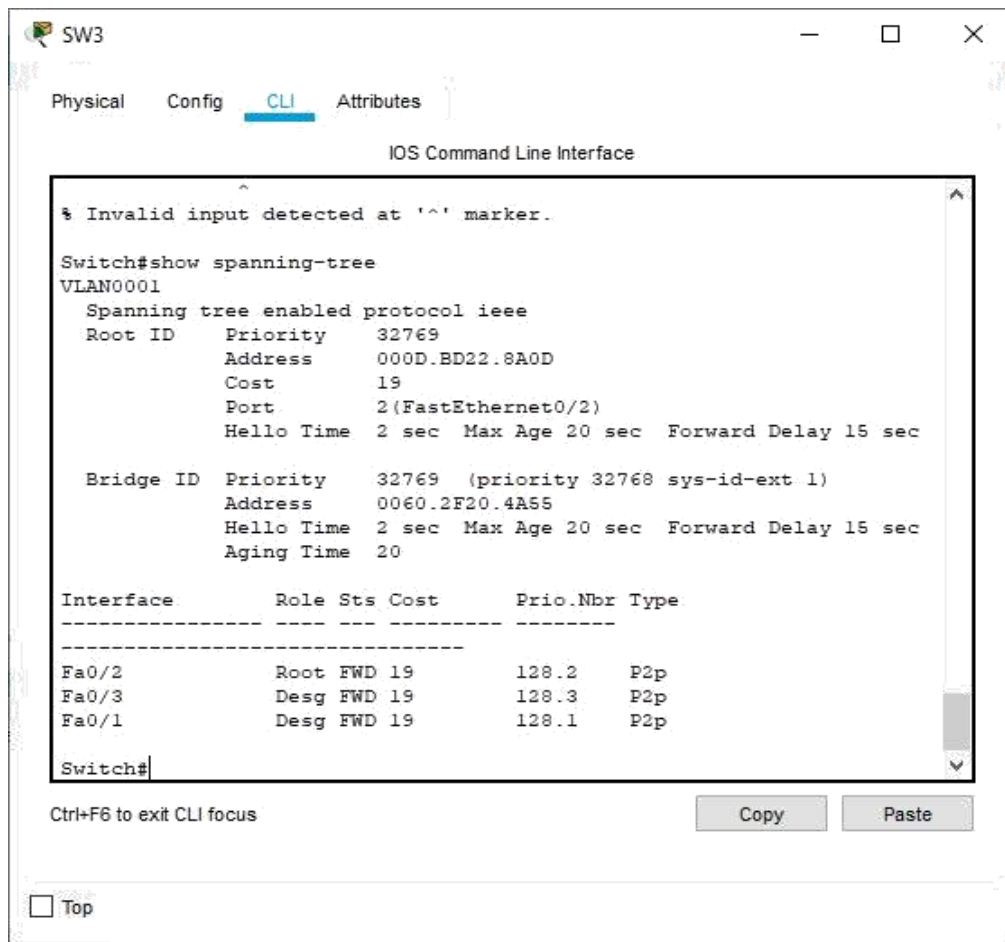 SW3
Physical Config CLI Attributes
IOS Command Line Interface
^
% Invalid input detected at '^' marker.
Switch#show spanning-tree
VLAN0001
Spanning tree enabled protocol ieee
Root ID Priority 32769
Address 000D.BD22.8A0D
Cost 19
Port 2(FastEthernet0/2)
Hello Time 2 sec Max Age 20 sec Forward Delay 15 sec
Bridge ID Priority 32769 (priority 32768 sys-id-ext 1)
Address 0060.2F20.4A55
Hello Time 2 sec Max Age 20 sec Forward Delay 15 sec
Aging Time 20
Interface Role Sts Cost Prio.Nbr Type
---------------- ---- --- --------- --------
--------------------------------
Fa0/2 Root FWD 19 128.2 P2p
Fa0/3 Desg FWD 19 128.3 P2p
Fa0/1 Desg FWD 19 128.1 P2p
Switch#
Ctrl+F6 to exit CLI focus
Copy Paste
Top